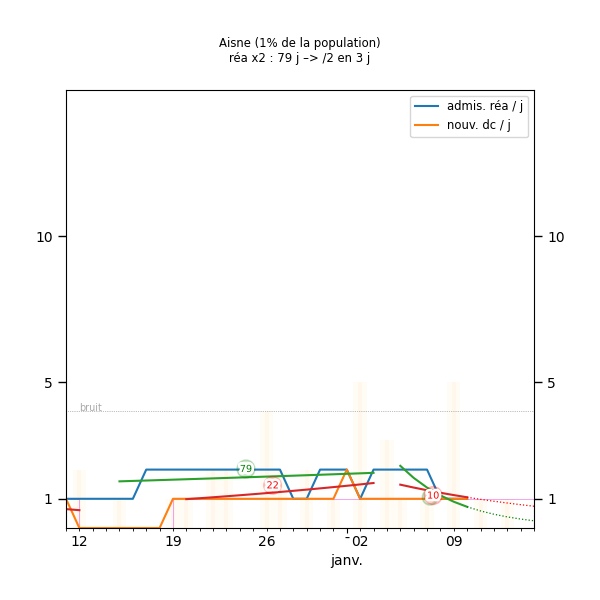 Aisne (1% de la population)
réa x2 : 79 j –> /2 en 3 j
admis. réa / j
nouv. dc / j
10 10
5 5
bruit
79
22
10
1 1
12 19 26 02 09
janv.